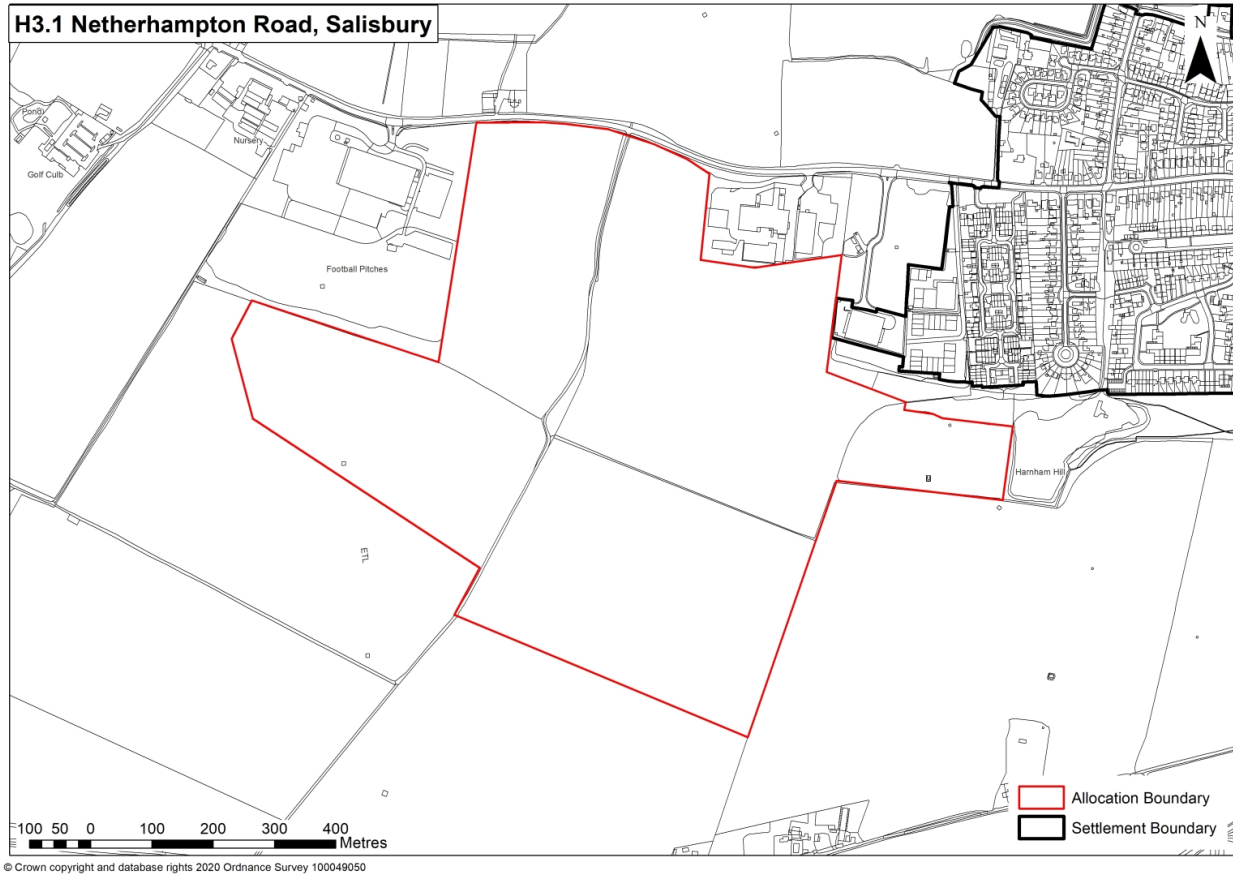 H3.1 Netherhampton Road, Salisbury
N
Pond
Nursery
Golf Culb
Football Pitches
Harnham Hill
ETL
Allocation Boundary
Settlement Boundary
100 50 0 100 200 300 400
Metres
© Crown copyright and database rights 2020 Ordnance Survey 100049050